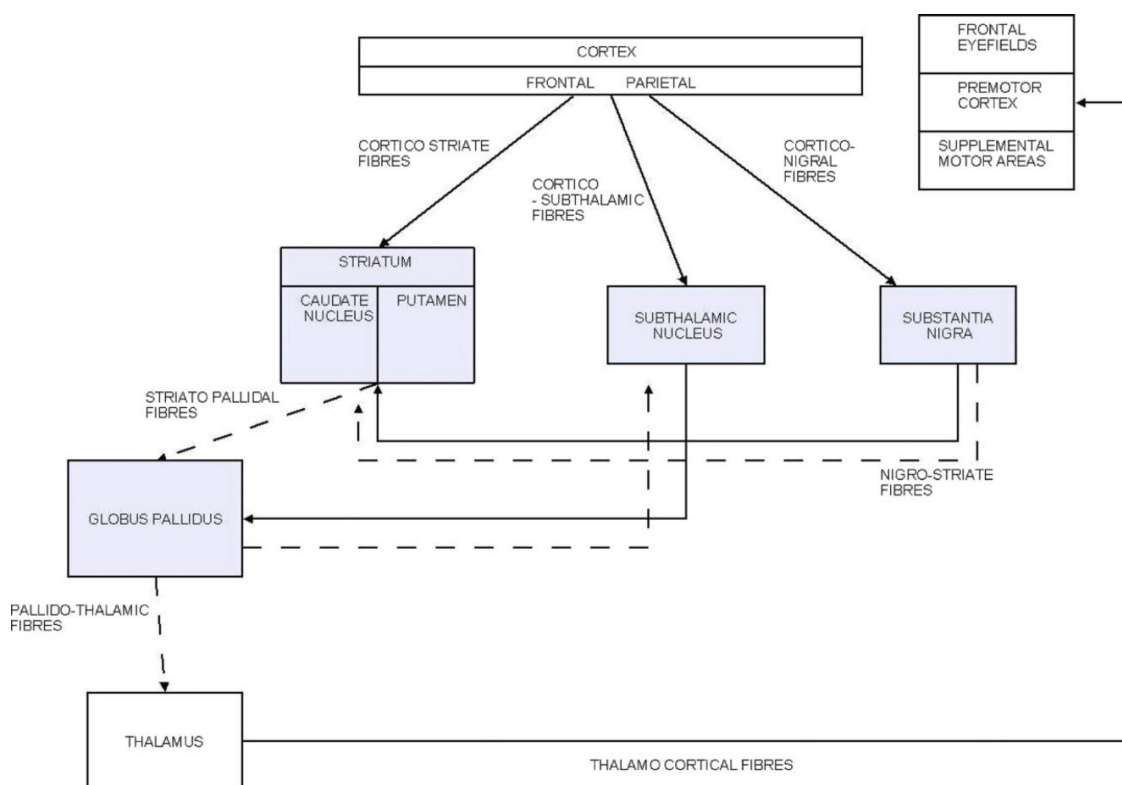 CORTEX
FRONTAL PARIETAL
FRONTAL
EYEFIELDS
PREMOTOR
CORTEX
SUPPLEMENTAL
MOTOR AREAS
CORTICO STRIATE
FIBRES
CORTICO
- SUBTHALAMIC
FIBRES
CORTICO-
NIGRAL
FIBRES
STRIATUM
CAUDATE
NUCLEUS
PUTAMEN
SUBTHALAMIC
NUCLEUS
SUBSTANTIA
NIGRA
STRIATO PALLIDAL
FIBRES
NIGRO-STRIATE
FIBRES
GLOBUS PALLIDUS
PALLIDO-THALAMIC
FIBRES
THALAMUS
THALAMO CORTICAL FIBRES